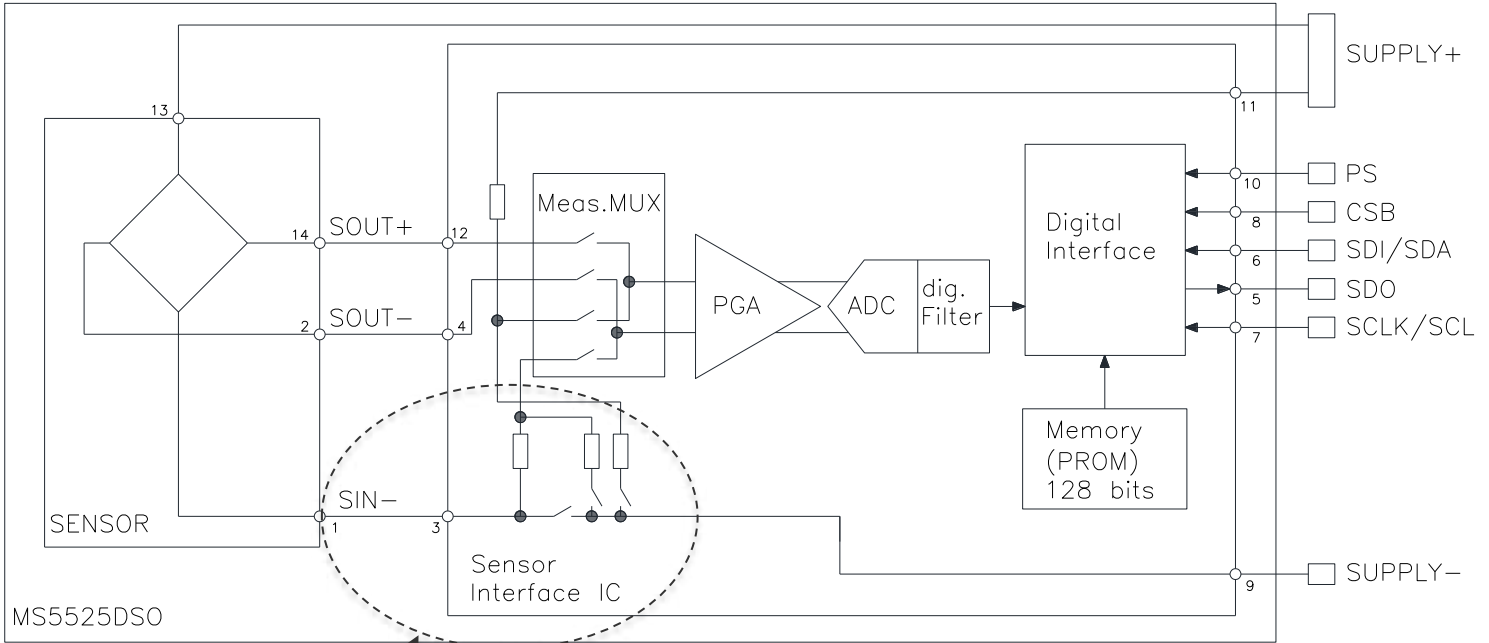 SUPPLY+
13
11
PS
10
Meas.MUX
CSB
8
SOUT+
14
12
Digital
Interface
SDI/SDA
6
PGA
ADC
dig.
Filter
SDO
5
SOUT-
2
4
SCLK/SCL
7
Memory
(PROM)
128 bits
SIN-
SENSOR
1
3
Sensor
Interface IC
SUPPLY-
9
MS5525DSO